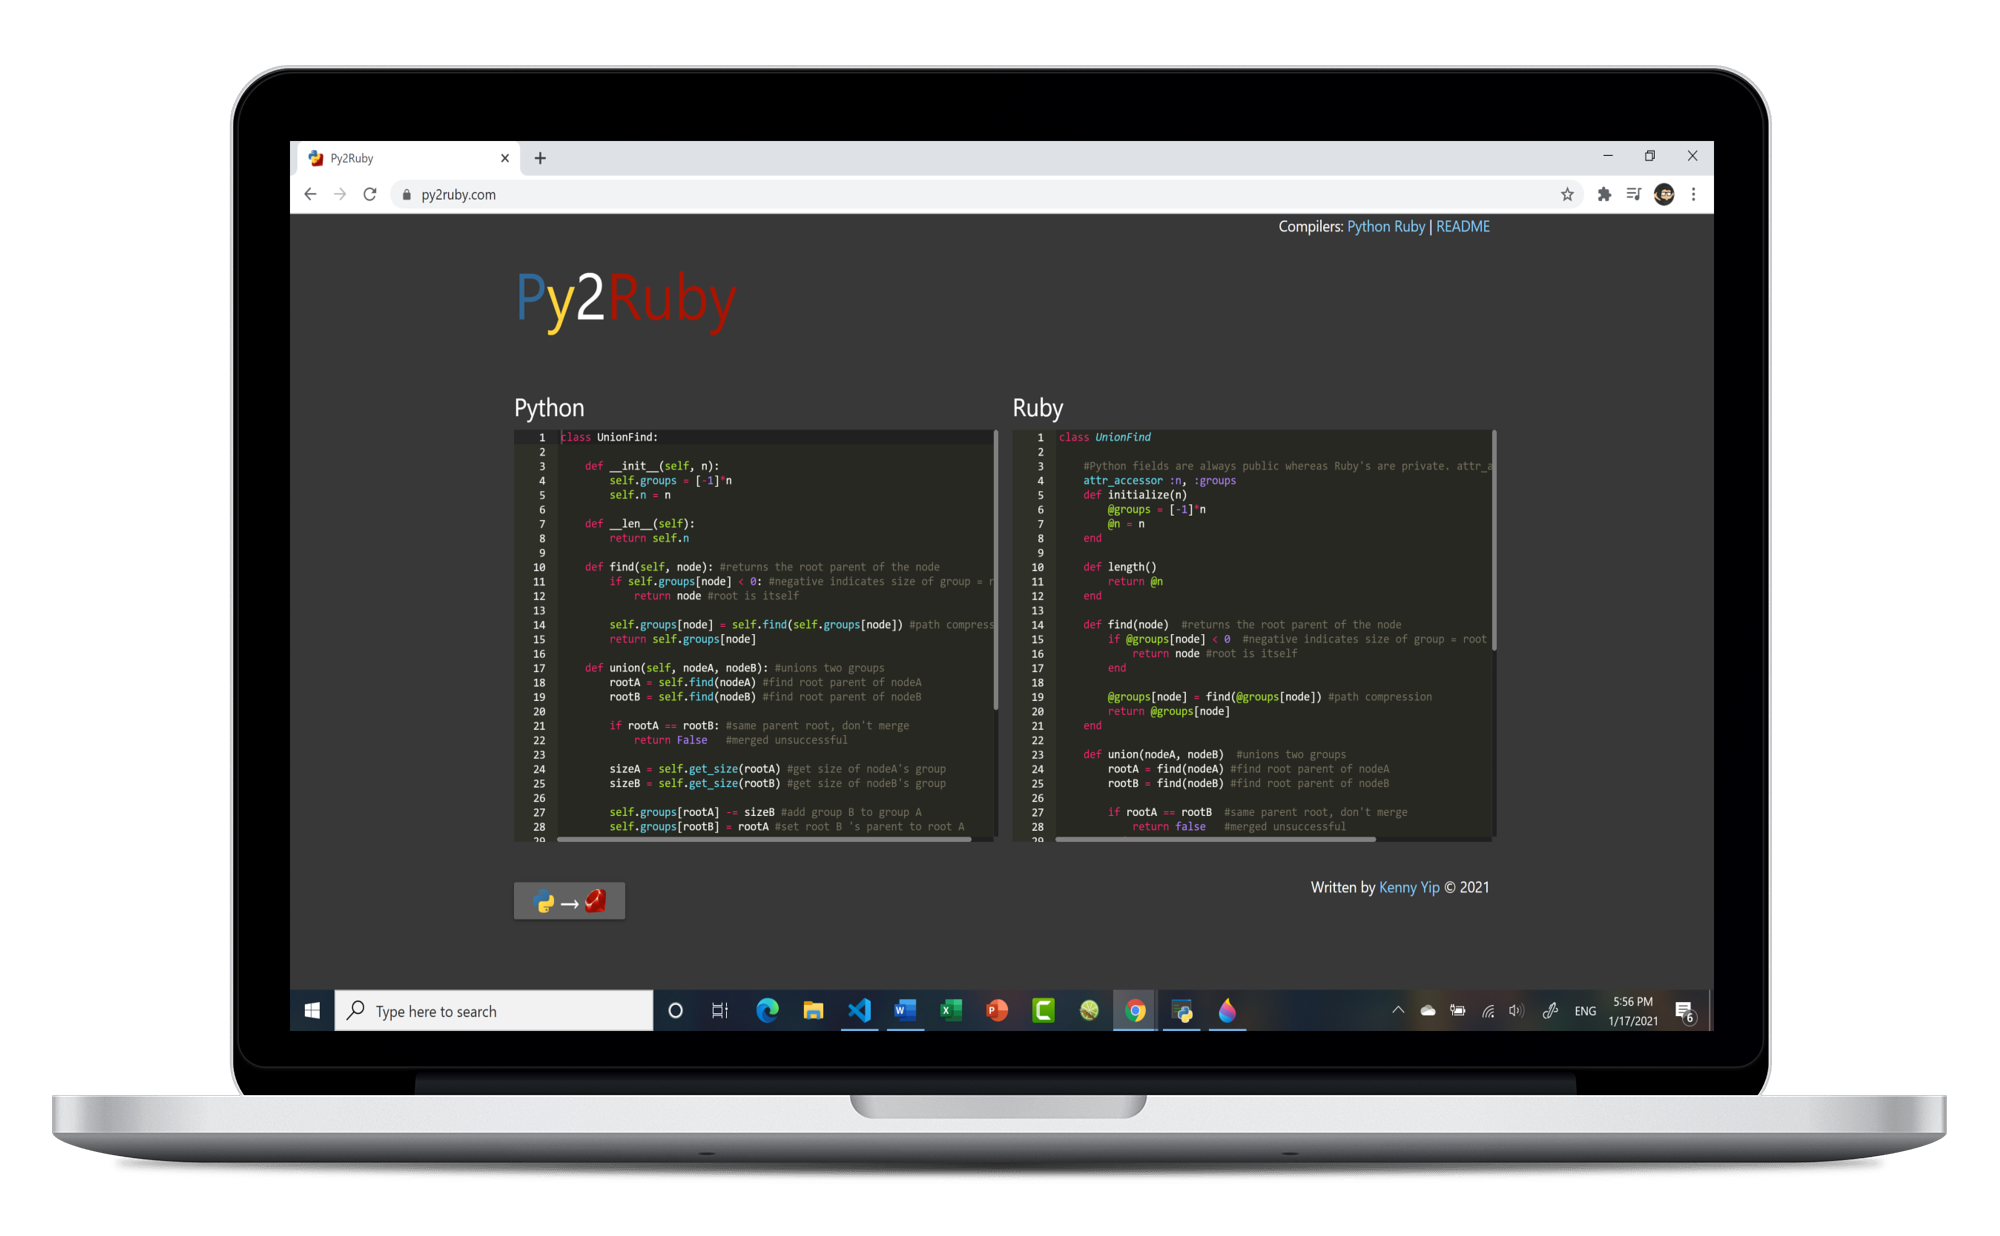 Py2Ruby
py2ruby.com
Compilers: Python Ruby | README
Py2Ruby
Python
1 class UnionFind:
2
3 def __init__(self, n):
4 self.groups = [-1]*n
5 self.n = n
6
7 def __len__(self):
8 return self.n
9
10 def find(self, node): #returns the root parent of the node
11 if self.groups[node] < 0: #negative indicates size of group = r
12 return node #root is itself
13
14 self.groups[node] = self.find(self.groups[node]) #path compress
15 return self.groups[node]
16
17 def union(self, nodeA, nodeB): #unions two groups
18 rootA = self.find(nodeA) #find root parent of nodeA
19 rootB = self.find(nodeB) #find root parent of nodeB
20
21 if rootA == rootB: #same parent root, don't merge
22 return False #merged unsuccessful
23
24 sizeA = self.get_size(rootA) #get size of nodeA's group
25 sizeB = self.get_size(rootB) #get size of nodeB's group
26
27 self.groups[rootA] -= sizeB #add group B to group A
28 self.groups[rootB] = rootA #set root B 's parent to root A
29
Ruby
1 class UnionFind
2
3 #Python fields are always public whereas Ruby's are private. attr_a
4 attr_accessor :n, :groups
5 def initialize(n)
6 @groups = [-1]*n
7 @n = n
8 end
9
10 def length()
11 return @n
12 end
13
14 def find(node) #returns the root parent of the node
15 if @groups[node] < 0 #negative indicates size of group = root
16 return node #root is itself
17 end
18
19 @groups[node] = find(@groups[node]) #path compression
20 return @groups[node]
21 end
22
23 def union(nodeA, nodeB) #unions two groups
24 rootA = find(nodeA) #find root parent of nodeA
25 rootB = find(nodeB) #find root parent of nodeB
26
27 if rootA == rootB #same parent root, don't merge
28 return false #merged unsuccessful
29
Written by Kenny Yip © 2021
Type here to search
ENG
5:56 PM
1/17/2021
6